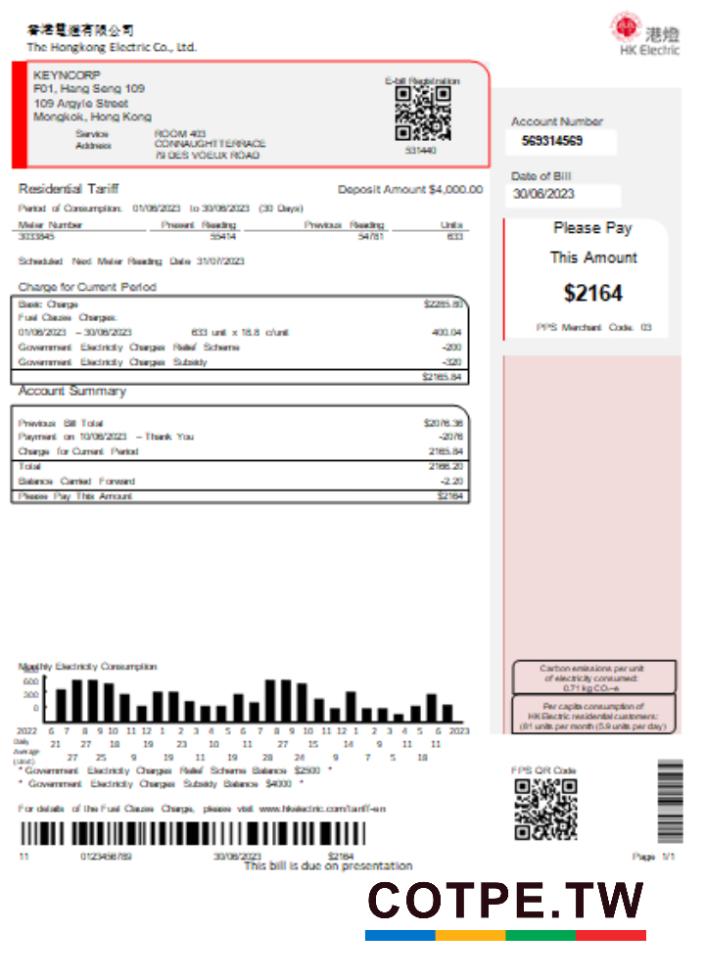 香港電燈有限公司
The Hongkong Electric Co., Ltd.
港燈
HK Electric
KEYNCORP
F01, Hang Seng 109
109 Argyle Street
Mongkok, Hong Kong
Service Address
ROOM 403
CONNAUGHTTERRACE
79 DES VOEUX ROAD
E-bill Registration
531440
Account Number
569314569
Date of Bill
30/06/2023
Residential Tariff Deposit Amount $4,000.00
Period of Consumption: 01/06/2023 to 30/06/2023 (30 Days)
Meter Number Present Reading Previous Reading Units
3033845 55414 54781 633
Scheduled Next Meter Reading Date 31/07/2023
Please Pay
This Amount
$2164
PPS Merchant Code. 03
Charge for Current Period
Basic Charge $2285.80
Fuel Clause Charges:
01/06/2023 – 30/06/2023 633 unit x 18.8 c/unit 400.04
Government Electricity Charges Relief Scheme -200
Government Electricity Charges Subsidy -320
$2165.84
Account Summary
Previous Bill Total $2076.36
Payment on 10/06/2023 – Thank You -2076
Charge for Current Period 2165.84
Total 2166.20
Balance Carried Forward -2.20
Please Pay This Amount $2164
Monthly Electricity Consumption
600
300
0
2022 6 7 8 9 10 11 12 1 2 3 4 5 6 7 8 9 10 11 12 1 2 3 4 5 6 2023
Daily Average
21 27 18 19 23 10 11 27 15 14 9 11 11
27 25 9 19 11 19 28 24 9 7 5 18
* Government Electricity Charges Relief Scheme Balance $2500 *
* Government Electricity Charges Subsidy Balance $4000 *
For details of the Fuel Clause Charge, please visit www.hkelectric.com/tariff-en
Carbon emissions per unit
of electricity consumed:
0.71 kg CO₂-e
Per capita consumption of
HK Electric residential customers:
(81 units per month (5.9 units per day)
FPS QR Code
11 0123456789 30/06/2023 $2164
Page 1/1
This bill is due on presentation
COTPE.TW